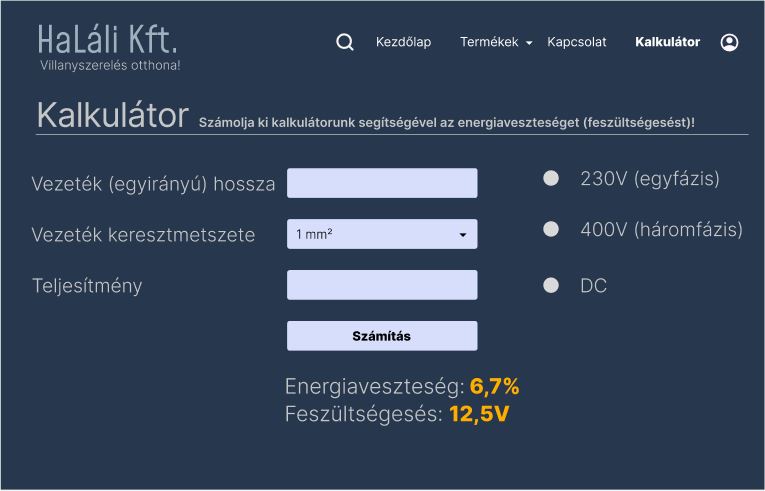 HaLáli Kft.
Villanyszerelés otthona!
Kezdőlap Termékek Kapcsolat Kalkulátor
Kalkulátor Számolja ki kalkulátorunk segítségével az energiaveszteséget (feszültségesést)!
Vezeték (egyirányú) hossza
230V (egyfázis)
Vezeték keresztmetszete
1 mm²
400V (háromfázis)
Teljesítmény
DC
Számítás
Energiaveszteség: 6,7%
Feszültségesés: 12,5V